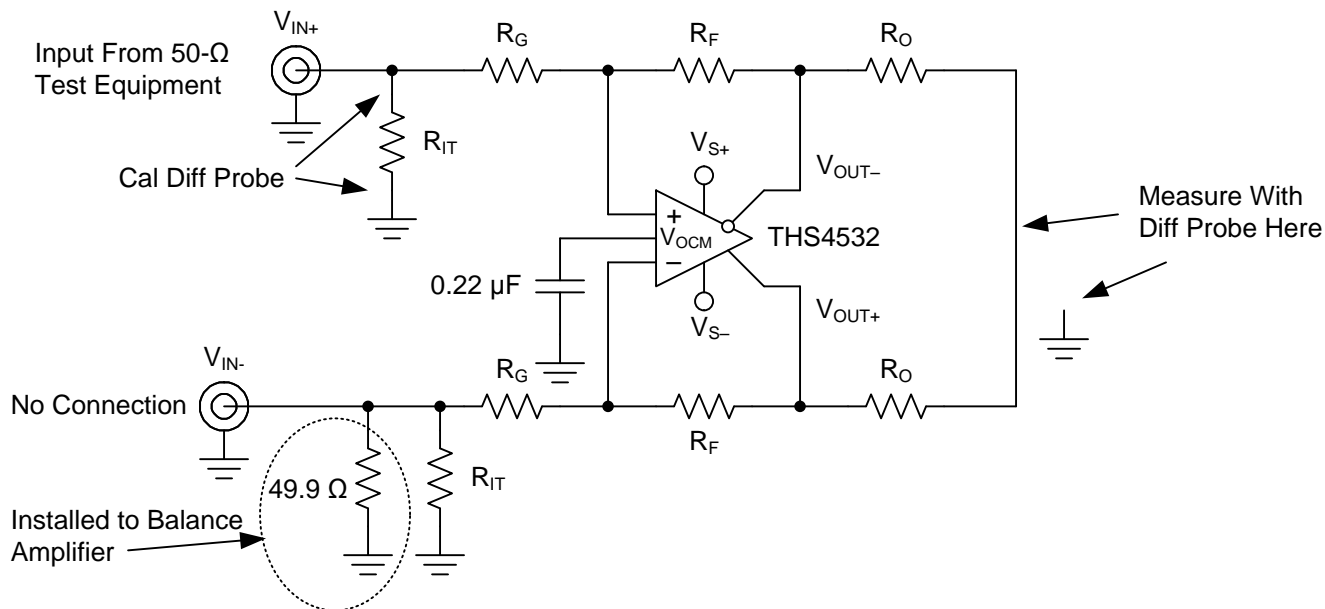 VIN+
Input From 50-Ω
Test Equipment
RG
RF
RO
RIT
Cal Diff Probe
VS+
VOUT–
+
VOCM
–
THS4532
Measure With
Diff Probe Here
0.22 µF
VS–
VOUT+
VIN-
No Connection
RG
RF
RO
49.9 Ω
RIT
Installed to Balance
Amplifier